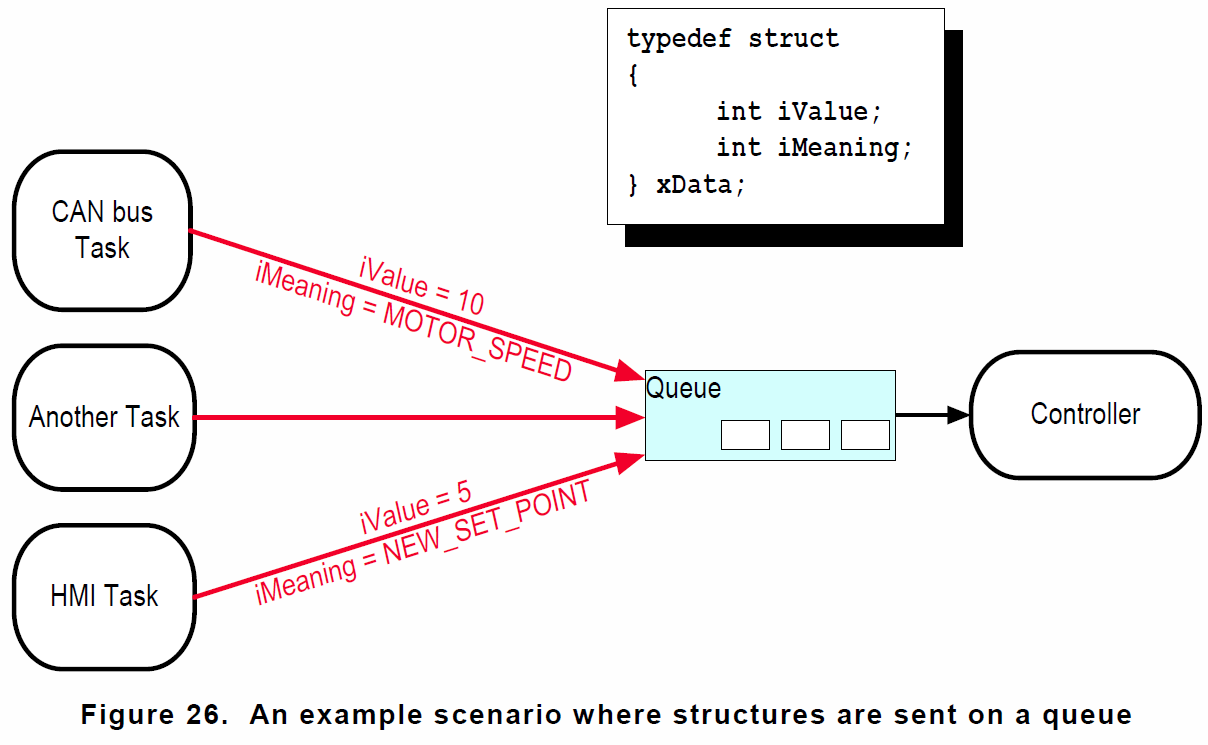 typedef struct
{
int iValue;
int iMeaning;
} xData;
CAN bus
Task
iValue = 10
iMeaning = MOTOR_SPEED
Another Task
Queue
Controller
iValue = 5
iMeaning = NEW_SET_POINT
HMI Task
Figure 26. An example scenario where structures are sent on a queue